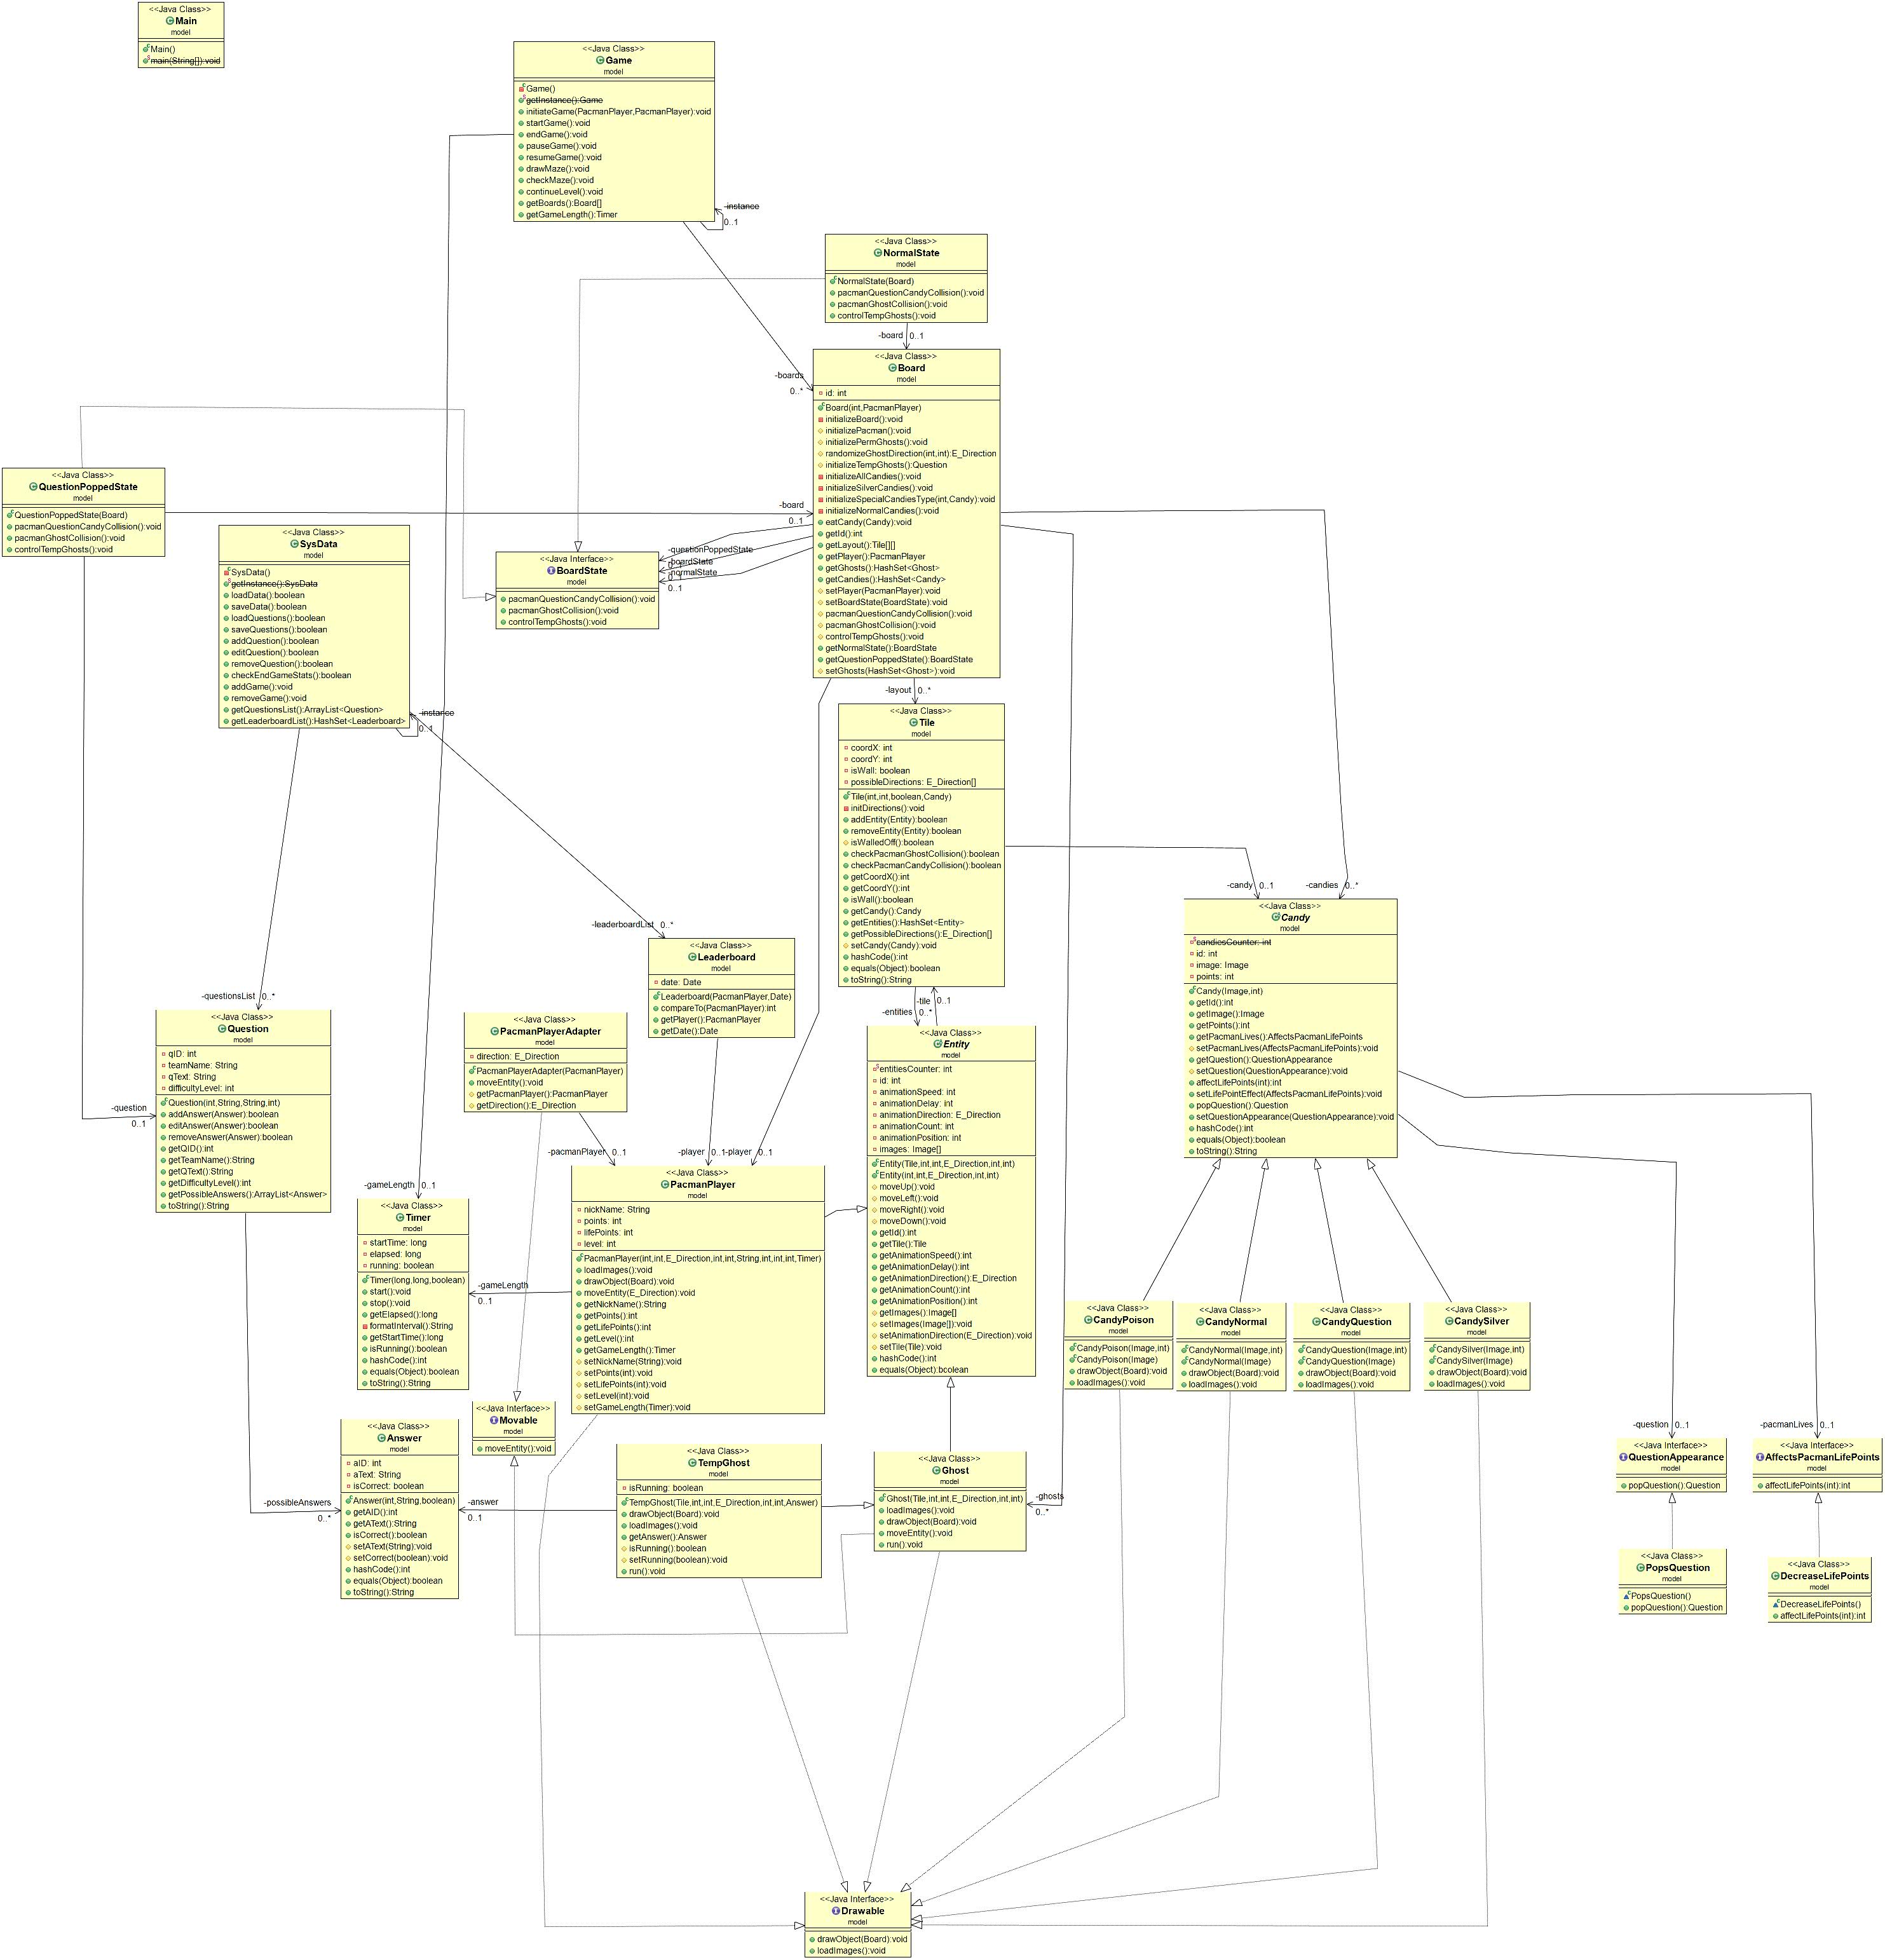 <<Java Class>>
Main
model
Main()
main(String[]):void
<<Java Class>>
Game
model
Game()
getInstance():Game
initiateGame(PacmanPlayer,PacmanPlayer):void
startGame():void
endGame():void
pauseGame():void
resumeGame():void
drawMaze():void
checkMaze():void
continueLevel():void
getBoards():Board[]
getGameLength():Timer
-instance
0..1
<<Java Class>>
NormalState
model
NormalState(Board)
pacmanQuestionCandyCollision():void
pacmanGhostCollision():void
controlTempGhosts():void
-board 0..1
-boards
0..*
<<Java Class>>
Board
model
id: int
Board(int,PacmanPlayer)
initializeBoard():void
initializePacman():void
initializePermGhosts():void
randomizeGhostDirection(int,int):E_Direction
initializeTempGhosts():Question
initializeAllCandies():void
initializeSilverCandies():void
initializeSpecialCandiesType(int,Candy):void
initializeNormalCandies():void
eatCandy(Candy):void
getId():int
getLayout():Tile[][]
getPlayer():PacmanPlayer
getGhosts():HashSet<Ghost>
getCandies():HashSet<Candy>
setPlayer(PacmanPlayer):void
setBoardState(BoardState):void
pacmanQuestionCandyCollision():void
pacmanGhostCollision():void
controlTempGhosts():void
getNormalState():BoardState
getQuestionPoppedState():BoardState
setGhosts(HashSet<Ghost>):void
<<Java Class>>
QuestionPoppedState
model
QuestionPoppedState(Board)
pacmanQuestionCandyCollision():void
pacmanGhostCollision():void
controlTempGhosts():void
-board
0..1
<<Java Class>>
SysData
model
SysData()
getInstance():SysData
loadData():boolean
saveData():boolean
loadQuestions():boolean
saveQuestions():boolean
addQuestion():boolean
editQuestion():boolean
removeQuestion():boolean
checkEndGameStats():boolean
addGame():void
removeGame():void
getQuestionsList():ArrayList<Question>
getLeaderboardList():HashSet<Leaderboard>
-instance
0..1
<<Java Interface>>
BoardState
model
pacmanQuestionCandyCollision():void
pacmanGhostCollision():void
controlTempGhosts():void
-questionPoppedState
-boardState
-normalState
0..1
-layout 0..*
<<Java Class>>
Tile
model
coordX: int
coordY: int
isWall: boolean
possibleDirections: E_Direction[]
Tile(int,int,boolean,Candy)
initDirections():void
addEntity(Entity):boolean
removeEntity(Entity):boolean
isWalledOff():boolean
checkPacmanGhostCollision():boolean
checkPacmanCandyCollision():boolean
getCoordX():int
getCoordY():int
isWall():boolean
getCandy():Candy
getEntities():HashSet<Entity>
getPossibleDirections():E_Direction[]
setCandy(Candy):void
hashCode():int
equals(Object):boolean
toString():String
-candy 0..1
-candies 0..*
<<Java Class>>
Candy
model
candiesCounter: int
id: int
image: Image
points: int
Candy(Image,int)
getId():int
getImage():Image
getPoints():int
getPacmanLives():AffectsPacmanLifePoints
setPacmanLives(AffectsPacmanLifePoints):void
getQuestion():QuestionAppearance
setQuestion(QuestionAppearance):void
affectLifePoints(int):int
setLifePointEffect(AffectsPacmanLifePoints):void
popQuestion():Question
setQuestionAppearance(QuestionAppearance):void
hashCode():int
equals(Object):boolean
toString():String
-leaderboardList 0..*
<<Java Class>>
Leaderboard
model
date: Date
Leaderboard(PacmanPlayer,Date)
compareTo(PacmanPlayer):int
getPlayer():PacmanPlayer
getDate():Date
-questionsList 0..*
<<Java Class>>
Question
model
qID: int
teamName: String
qText: String
difficultyLevel: int
Question(int,String,String,int)
addAnswer(Answer):boolean
editAnswer(Answer):boolean
removeAnswer(Answer):boolean
getQID():int
getTeamName():String
getQText():String
getDifficultyLevel():int
getPossibleAnswers():ArrayList<Answer>
toString():String
-question
0..1
<<Java Class>>
PacmanPlayerAdapter
model
direction: E_Direction
PacmanPlayerAdapter(PacmanPlayer)
moveEntity():void
getPacmanPlayer():PacmanPlayer
getDirection():E_Direction
-tile
0..1
-entities 0..*
<<Java Class>>
Entity
model
entitiesCounter: int
id: int
animationSpeed: int
animationDelay: int
animationDirection: E_Direction
animationCount: int
animationPosition: int
images: Image[]
Entity(Tile,int,int,E_Direction,int,int)
Entity(int,int,E_Direction,int,int)
moveUp():void
moveLeft():void
moveRight():void
moveDown():void
getId():int
getTile():Tile
getAnimationSpeed():int
getAnimationDelay():int
getAnimationDirection():E_Direction
getAnimationCount():int
getAnimationPosition():int
getImages():Image[]
setImages(Image[]):void
setAnimationDirection(E_Direction):void
setTile(Tile):void
hashCode():int
equals(Object):boolean
-pacmanPlayer 0..1
-player 0..1
-player 0..1
<<Java Class>>
PacmanPlayer
model
nickName: String
points: int
lifePoints: int
level: int
PacmanPlayer(int,int,E_Direction,int,int,String,int,int,int,Timer)
loadImages():void
drawObject(Board):void
moveEntity(E_Direction):void
getNickName():String
getPoints():int
getLifePoints():int
getLevel():int
getGameLength():Timer
setNickName(String):void
setPoints(int):void
setLifePoints(int):void
setLevel(int):void
setGameLength(Timer):void
-gameLength 0..1
<<Java Class>>
Timer
model
startTime: long
elapsed: long
running: boolean
Timer(long,long,boolean)
start():void
stop():void
getElapsed():long
formatInterval():String
getStartTime():long
isRunning():boolean
hashCode():int
equals(Object):boolean
toString():String
-gameLength
0..1
<<Java Class>>
CandyPoison
model
CandyPoison(Image,int)
CandyPoison(Image)
drawObject(Board):void
loadImages():void
<<Java Class>>
CandyNormal
model
CandyNormal(Image,int)
CandyNormal(Image)
drawObject(Board):void
loadImages():void
<<Java Class>>
CandyQuestion
model
CandyQuestion(Image,int)
CandyQuestion(Image)
drawObject(Board):void
loadImages():void
<<Java Class>>
CandySilver
model
CandySilver(Image,int)
CandySilver(Image)
drawObject(Board):void
loadImages():void
<<Java Interface>>
Movable
model
moveEntity():void
<<Java Class>>
Answer
model
aID: int
aText: String
isCorrect: boolean
Answer(int,String,boolean)
getAID():int
getAText():String
isCorrect():boolean
setAText(String):void
setCorrect(boolean):void
hashCode():int
equals(Object):boolean
toString():String
-possibleAnswers
0..*
-answer
0..1
<<Java Class>>
TempGhost
model
isRunning: boolean
TempGhost(Tile,int,int,E_Direction,int,int,Answer)
drawObject(Board):void
loadImages():void
getAnswer():Answer
isRunning():boolean
setRunning(boolean):void
run():void
<<Java Class>>
Ghost
model
Ghost(Tile,int,int,E_Direction,int,int)
loadImages():void
drawObject(Board):void
moveEntity():void
run():void
-ghosts
0..*
-question 0..1
<<Java Interface>>
QuestionAppearance
model
popQuestion():Question
-pacmanLives 0..1
<<Java Interface>>
AffectsPacmanLifePoints
model
affectLifePoints(int):int
<<Java Class>>
PopsQuestion
model
PopsQuestion()
popQuestion():Question
<<Java Class>>
DecreaseLifePoints
model
DecreaseLifePoints()
affectLifePoints(int):int
<<Java Interface>>
Drawable
model
drawObject(Board):void
loadImages():void